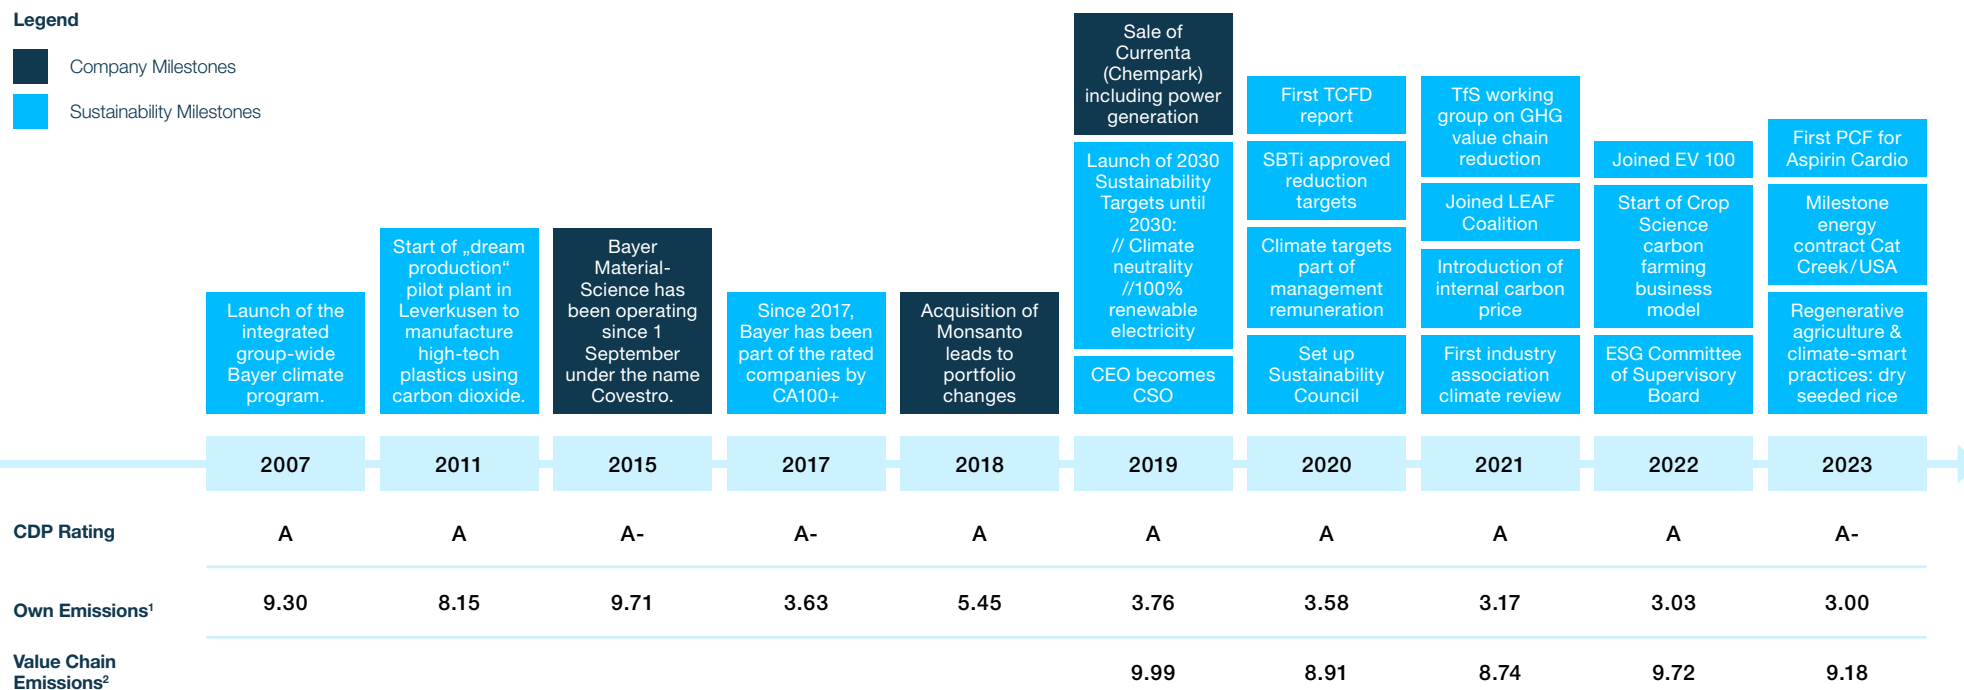 Legend
Company Milestones
Sustainability Milestones
Launch of the
integrated
group-wide
Bayer climate
program.
Start of „dream
production“
pilot plant in
Leverkusen to
manufacture
high-tech
plastics using
carbon dioxide.
Bayer
Material-
Science has
been operating
since 1
September
under the name
Covestro.
Since 2017,
Bayer has been
part of the rated
companies by
CA100+
Acquisition of
Monsanto
leads to
portfolio
changes
Sale of
Currenta
(Chempark)
including power
generation
Launch of 2030
Sustainability
Targets until
2030:
// Climate
neutrality
//100%
renewable
electricity
CEO becomes
CSO
First TCFD
report
SBTi approved
reduction
targets
Climate targets
part of
management
remuneration
Set up
Sustainability
Council
TfS working
group on GHG
value chain
reduction
Joined LEAF
Coalition
Introduction of
internal carbon
price
First industry
association
climate review
Joined EV 100
Start of Crop
Science
carbon
farming
business
model
ESG Committee
of Supervisory
Board
First PCF for
Aspirin Cardio
Milestone
energy
contract Cat
Creek/USA
Regenerative
agriculture &
climate-smart
practices: dry
seeded rice
2007 2011 2015 2017 2018 2019 2020 2021 2022 2023
CDP Rating A A A- A- A A A A A A-
Own Emissions¹ 9.30 8.15 9.71 3.63 5.45 3.76 3.58 3.17 3.03 3.00
Value Chain
Emissions² 9.99 8.91 8.74 9.72 9.18